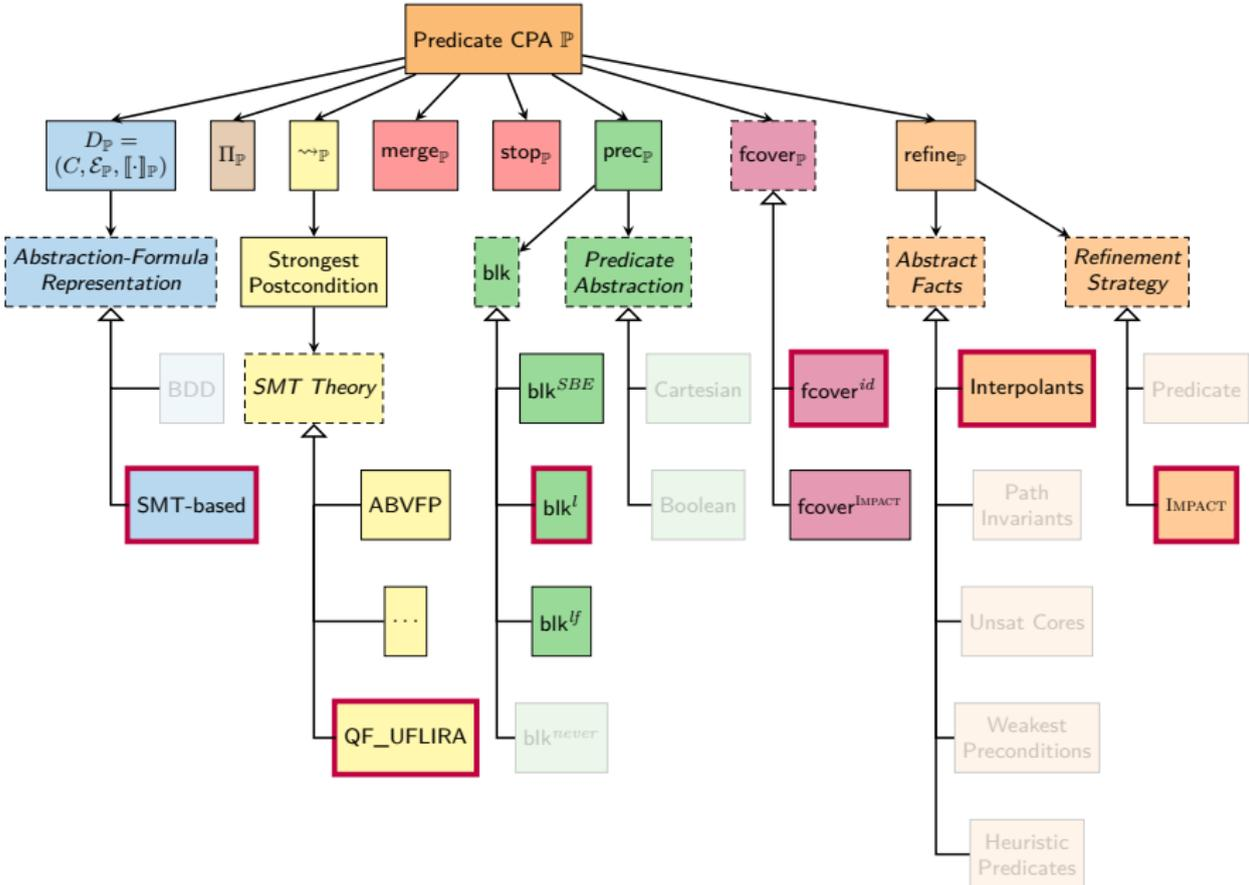 Predicate CPA ℙ
D_ℙ =
(C, ℰ_ℙ, ⟦·⟧_ℙ)
Π_ℙ
⇝_ℙ
merge_ℙ
stop_ℙ
prec_ℙ
fcover_ℙ
refine_ℙ
Abstraction-Formula
Representation
Strongest
Postcondition
blk
Predicate
Abstraction
Abstract
Facts
Refinement
Strategy
BDD
SMT Theory
blk^SBE
Cartesian
fcover^id
Interpolants
Predicate
SMT-based
ABVFP
blk^l
Boolean
fcover^IMPACT
Path
Invariants
IMPACT
...
blk^lf
Unsat Cores
QF_UFLIRA
blk^never
Weakest
Preconditions
Heuristic
Predicates